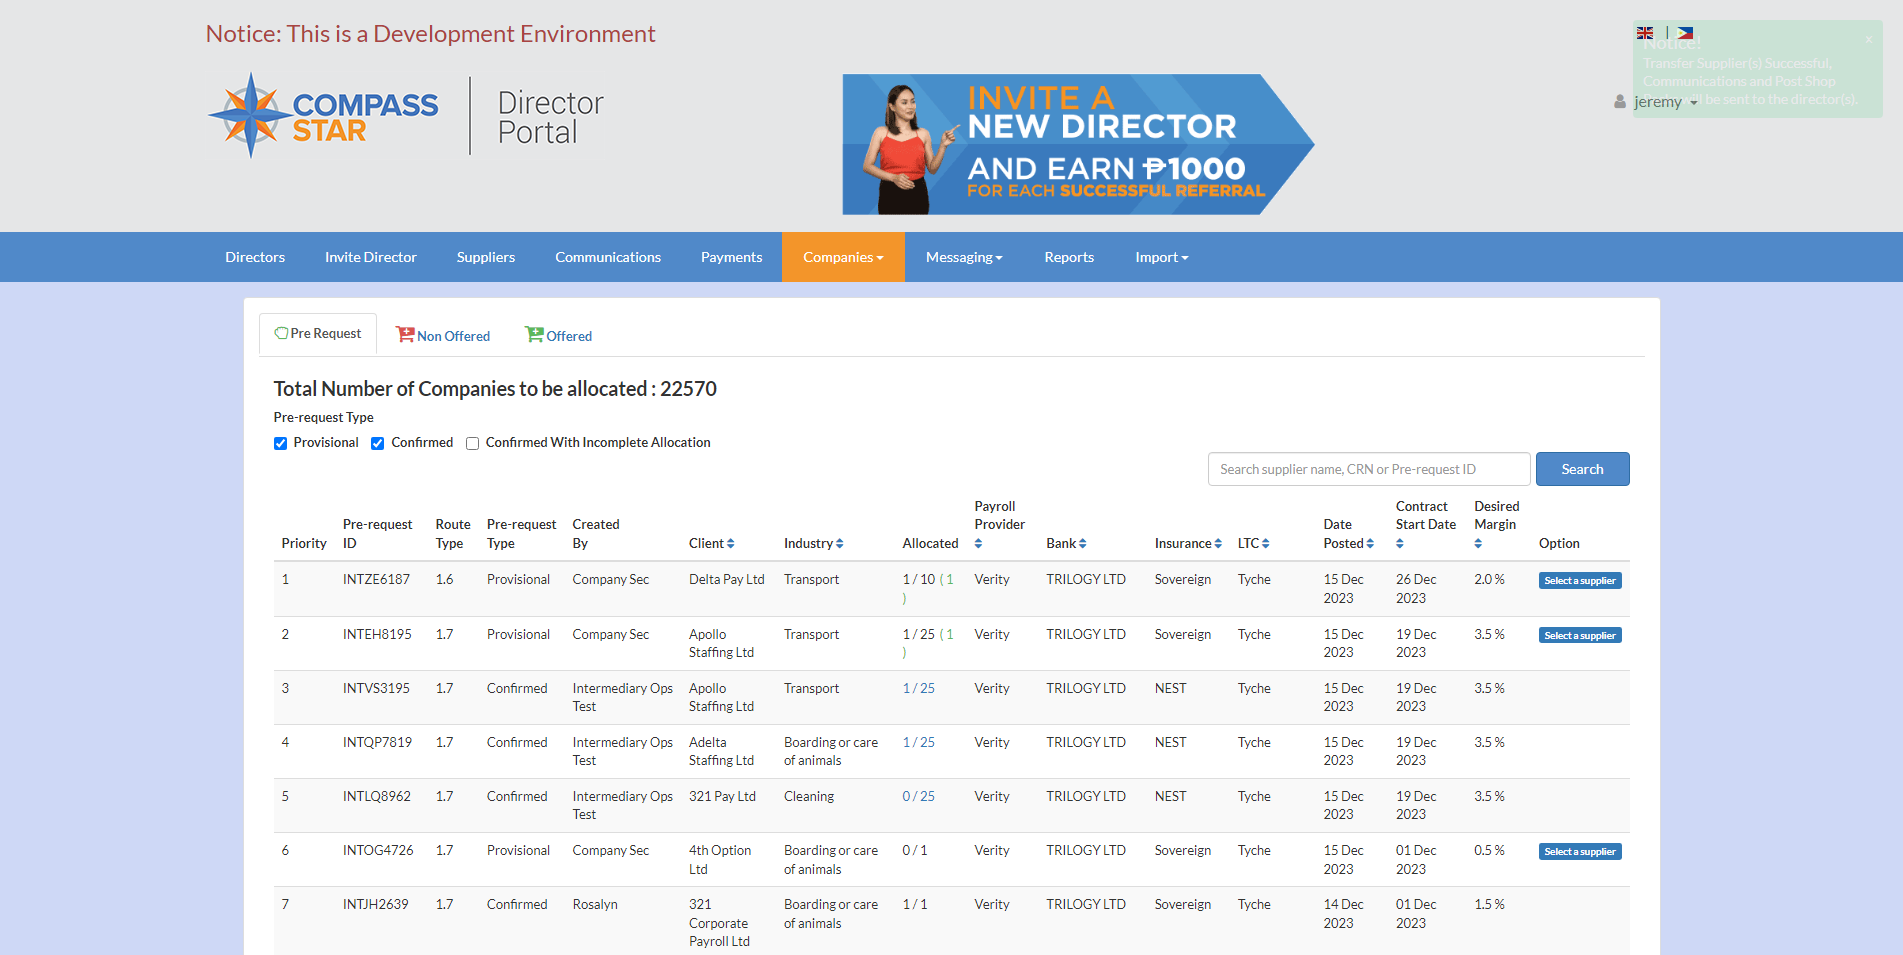 Notice: This is a Development Environment
|
Notice!
x
Transfer Supplier(s) Successful,
Communications and Post Shop
will be sent to the director(s).
jeremy
COMPASS
STAR
Director
Portal
INVITE A
NEW DIRECTOR
AND EARN ₱1000
FOR EACH SUCCESSFUL REFERRAL
Directors Invite Director Suppliers Communications Payments Companies Messaging Reports Import
Pre Request Non Offered Offered
Total Number of Companies to be allocated : 22570
Pre-request Type
Provisional Confirmed Confirmed With Incomplete Allocation
Search supplier name, CRN or Pre-request ID Search
Priority Pre-request ID Route Type Pre-request Type Created By Client Industry Allocated Payroll Provider Bank Insurance LTC Date Posted Contract Start Date Desired Margin Option
1 INTZE6187 1.6 Provisional Company Sec Delta Pay Ltd Transport 1 / 10 ( 1 ) Verity TRILOGY LTD Sovereign Tyche 15 Dec 2023 26 Dec 2023 2.0 % Select a supplier
2 INTEH8195 1.7 Provisional Company Sec Apollo Staffing Ltd Transport 1 / 25 ( 1 ) Verity TRILOGY LTD Sovereign Tyche 15 Dec 2023 19 Dec 2023 3.5 % Select a supplier
3 INTVS3195 1.7 Confirmed Intermediary Ops Test Apollo Staffing Ltd Transport 1 / 25 Verity TRILOGY LTD NEST Tyche 15 Dec 2023 19 Dec 2023 3.5 %
4 INTQP7819 1.7 Confirmed Intermediary Ops Test Adelta Staffing Ltd Boarding or care of animals 1 / 25 Verity TRILOGY LTD NEST Tyche 15 Dec 2023 19 Dec 2023 3.5 %
5 INTLQ8962 1.7 Confirmed Intermediary Ops Test 321 Pay Ltd Cleaning 0 / 25 Verity TRILOGY LTD NEST Tyche 15 Dec 2023 19 Dec 2023 3.5 %
6 INTOG4726 1.7 Provisional Company Sec 4th Option Ltd Boarding or care of animals 0 / 1 Verity TRILOGY LTD Sovereign Tyche 15 Dec 2023 01 Dec 2023 0.5 % Select a supplier
7 INTJH2639 1.7 Confirmed Rosalyn 321 Corporate Payroll Ltd Boarding or care of animals 1 / 1 Verity TRILOGY LTD Sovereign Tyche 14 Dec 2023 01 Dec 2023 1.5 %